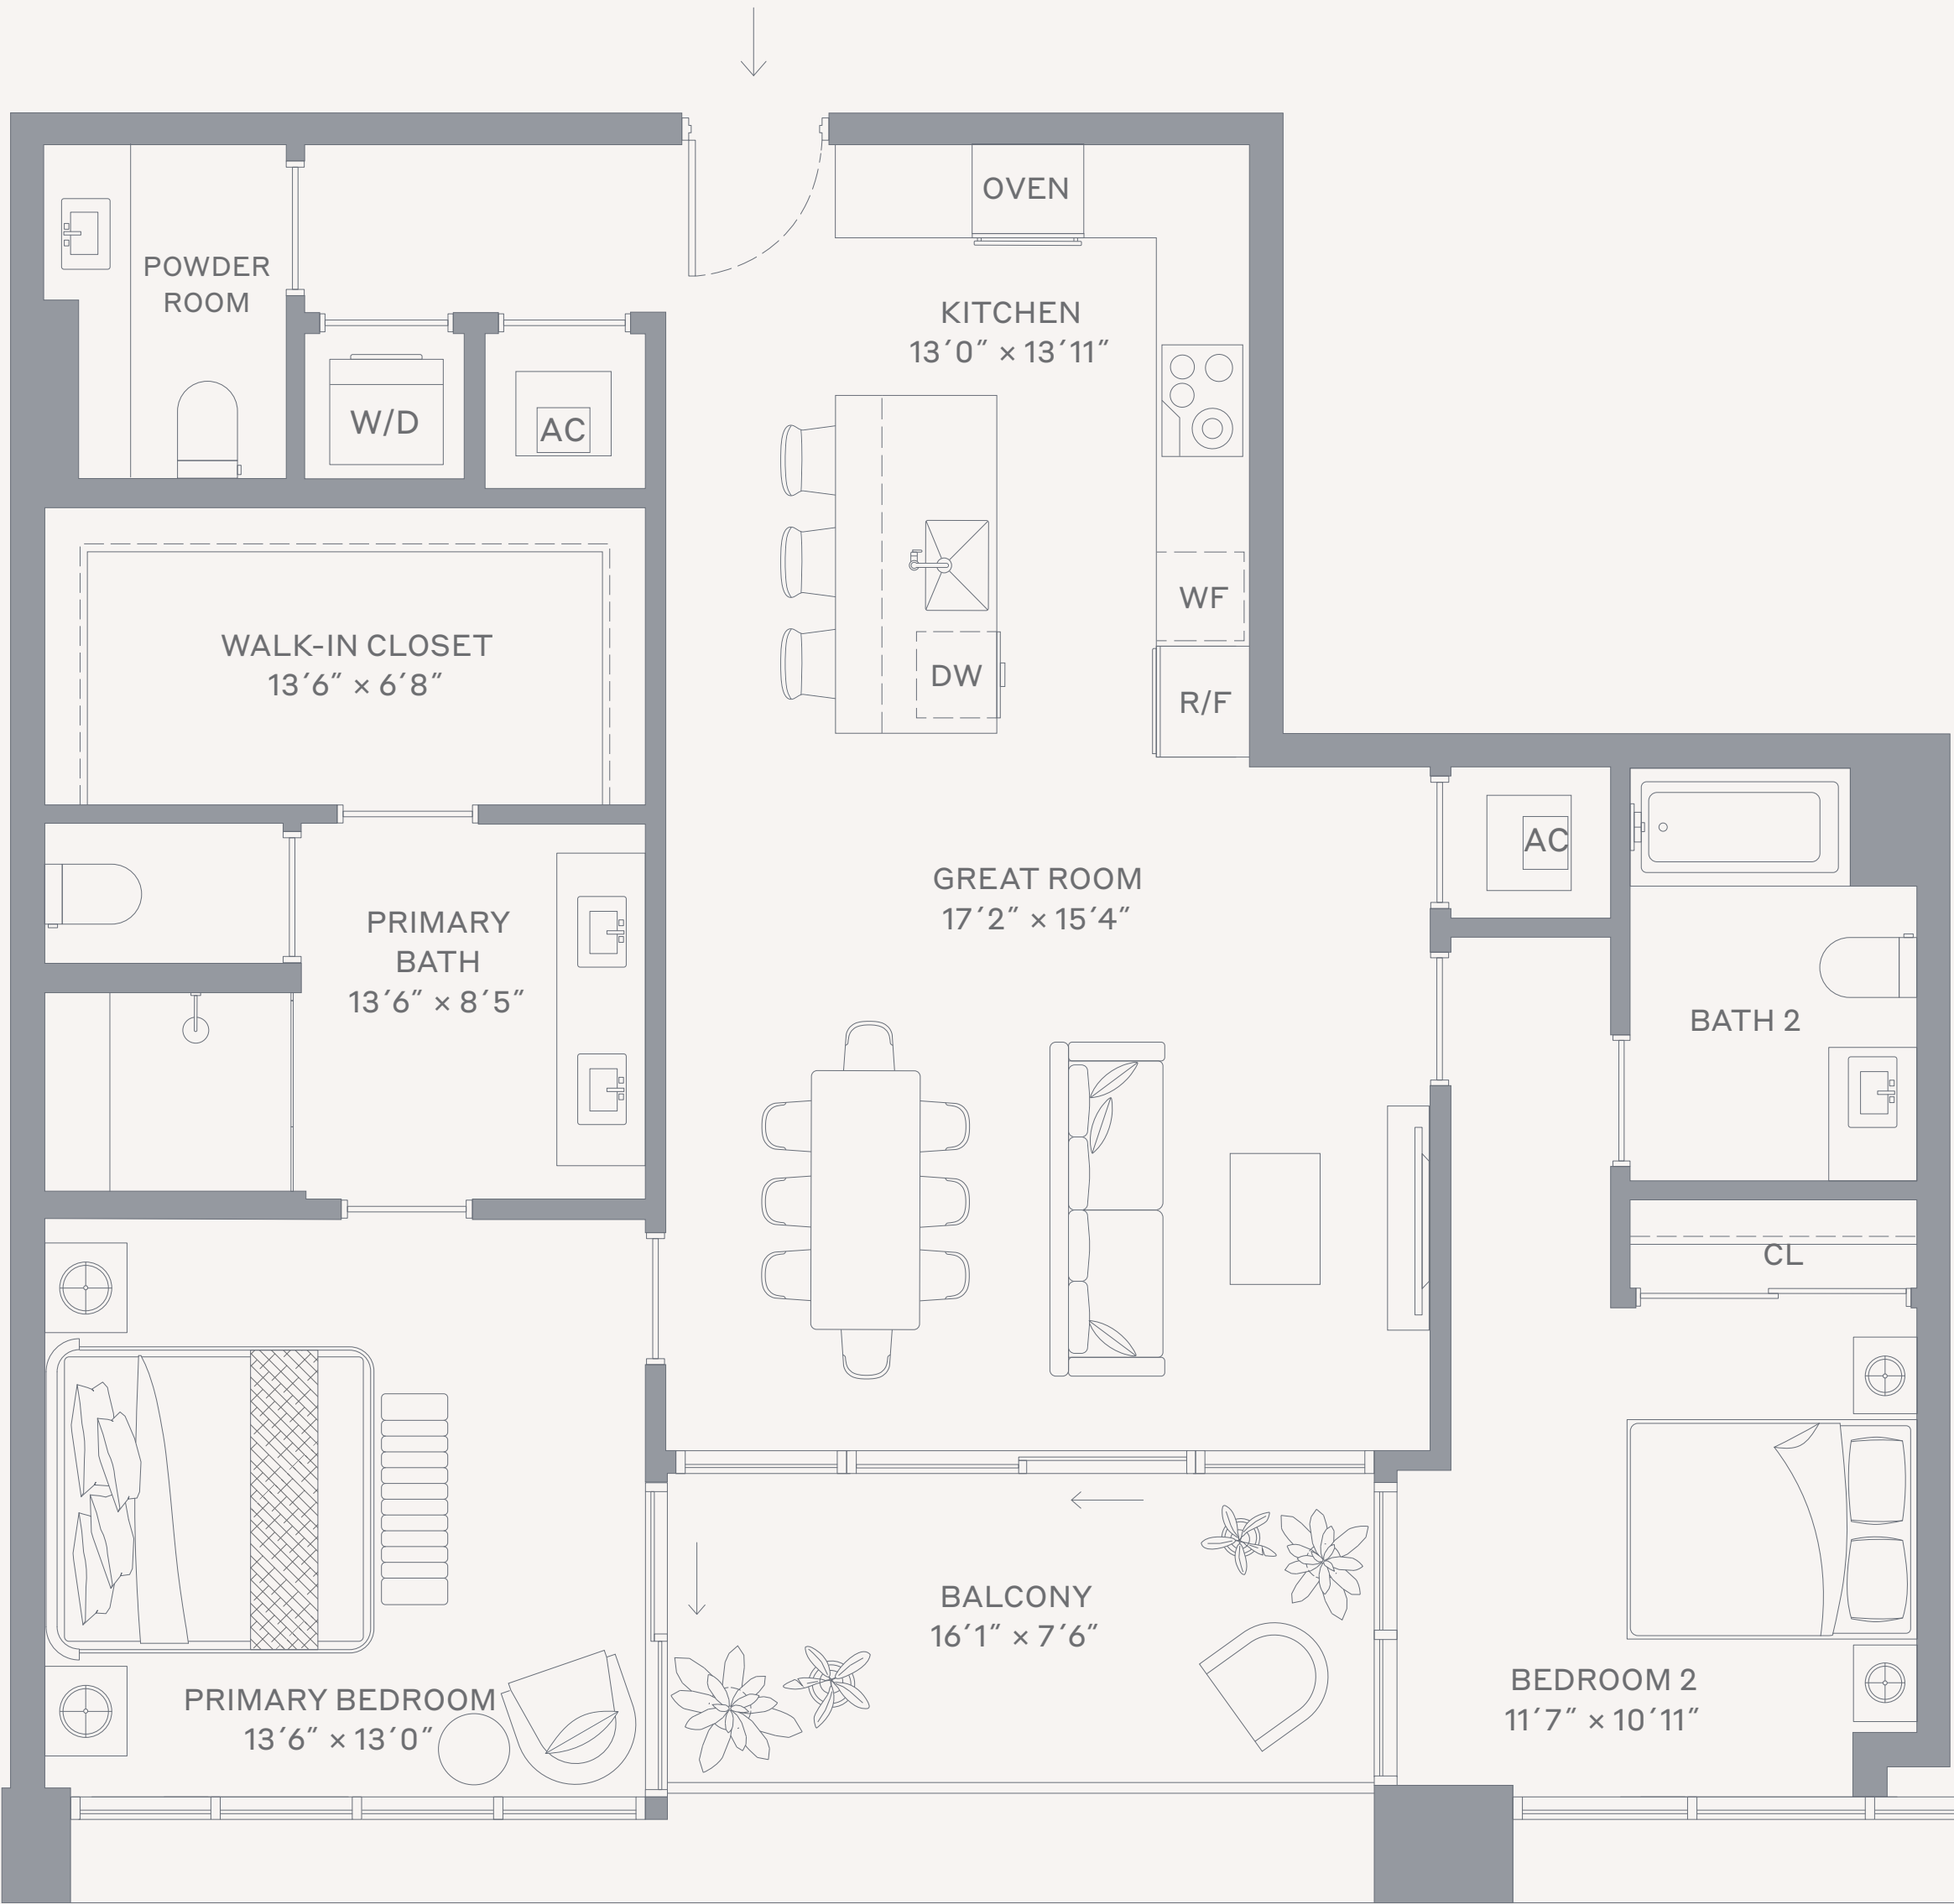 OVEN
POWDER
ROOM
KITCHEN
13′0″ × 13′11″
W/D
AC
WF
DW
R/F
WALK-IN CLOSET
13′6″ × 6′8″
AC
GREAT ROOM
17′2″ × 15′4″
PRIMARY
BATH
13′6″ × 8′5″
BATH 2
CL
BALCONY
16′1″ × 7′6″
PRIMARY BEDROOM
13′6″ × 13′0″
BEDROOM 2
11′7″ × 10′11″